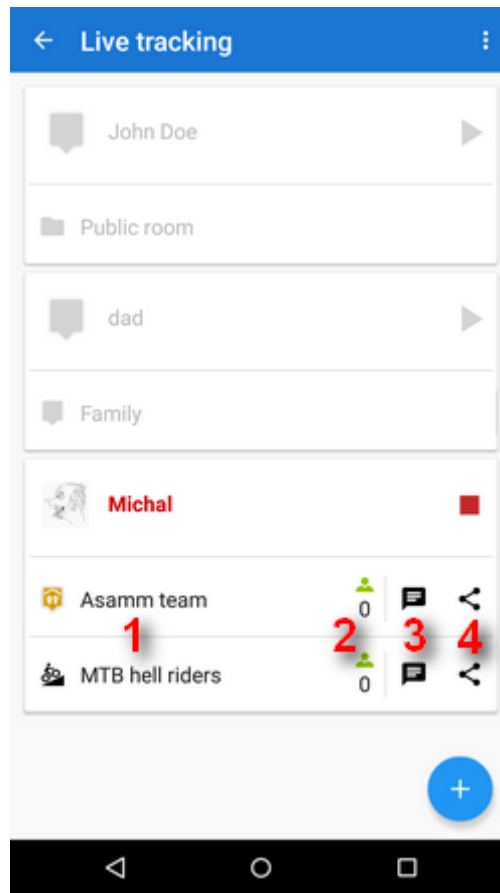 Live tracking
John Doe
Public room
dad
Family
Michal
Asamm team
0
1
2
3
4
MTB hell riders
0